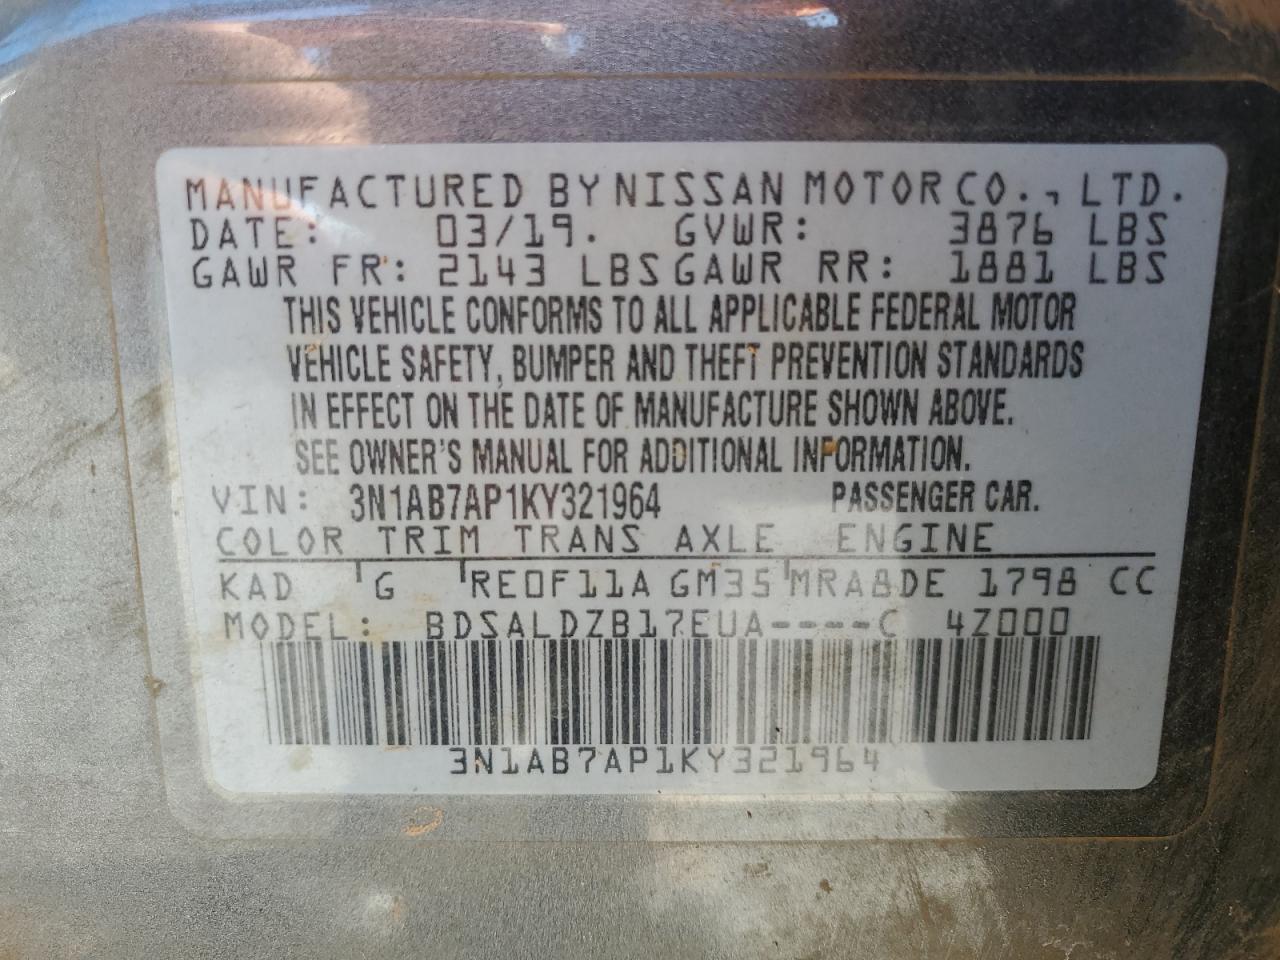 MANUFACTURED BY NISSAN MOTOR CO., LTD.
DATE: 03/19. GVWR: 3876 LBS
GAWR FR: 2143 LBS GAWR RR: 1881 LBS
THIS VEHICLE CONFORMS TO ALL APPLICABLE FEDERAL MOTOR
VEHICLE SAFETY, BUMPER AND THEFT PREVENTION STANDARDS
IN EFFECT ON THE DATE OF MANUFACTURE SHOWN ABOVE.
SEE OWNER'S MANUAL FOR ADDITIONAL INFORMATION.
VIN: 3N1AB7AP1KY321964 PASSENGER CAR.
COLOR TRIM TRANS AXLE ENGINE
KAD G RE0F11A GM35 MRA8DE 1798 CC
MODEL: BDSALDZB17EUA----C 4Z000
3N1AB7AP1KY321964